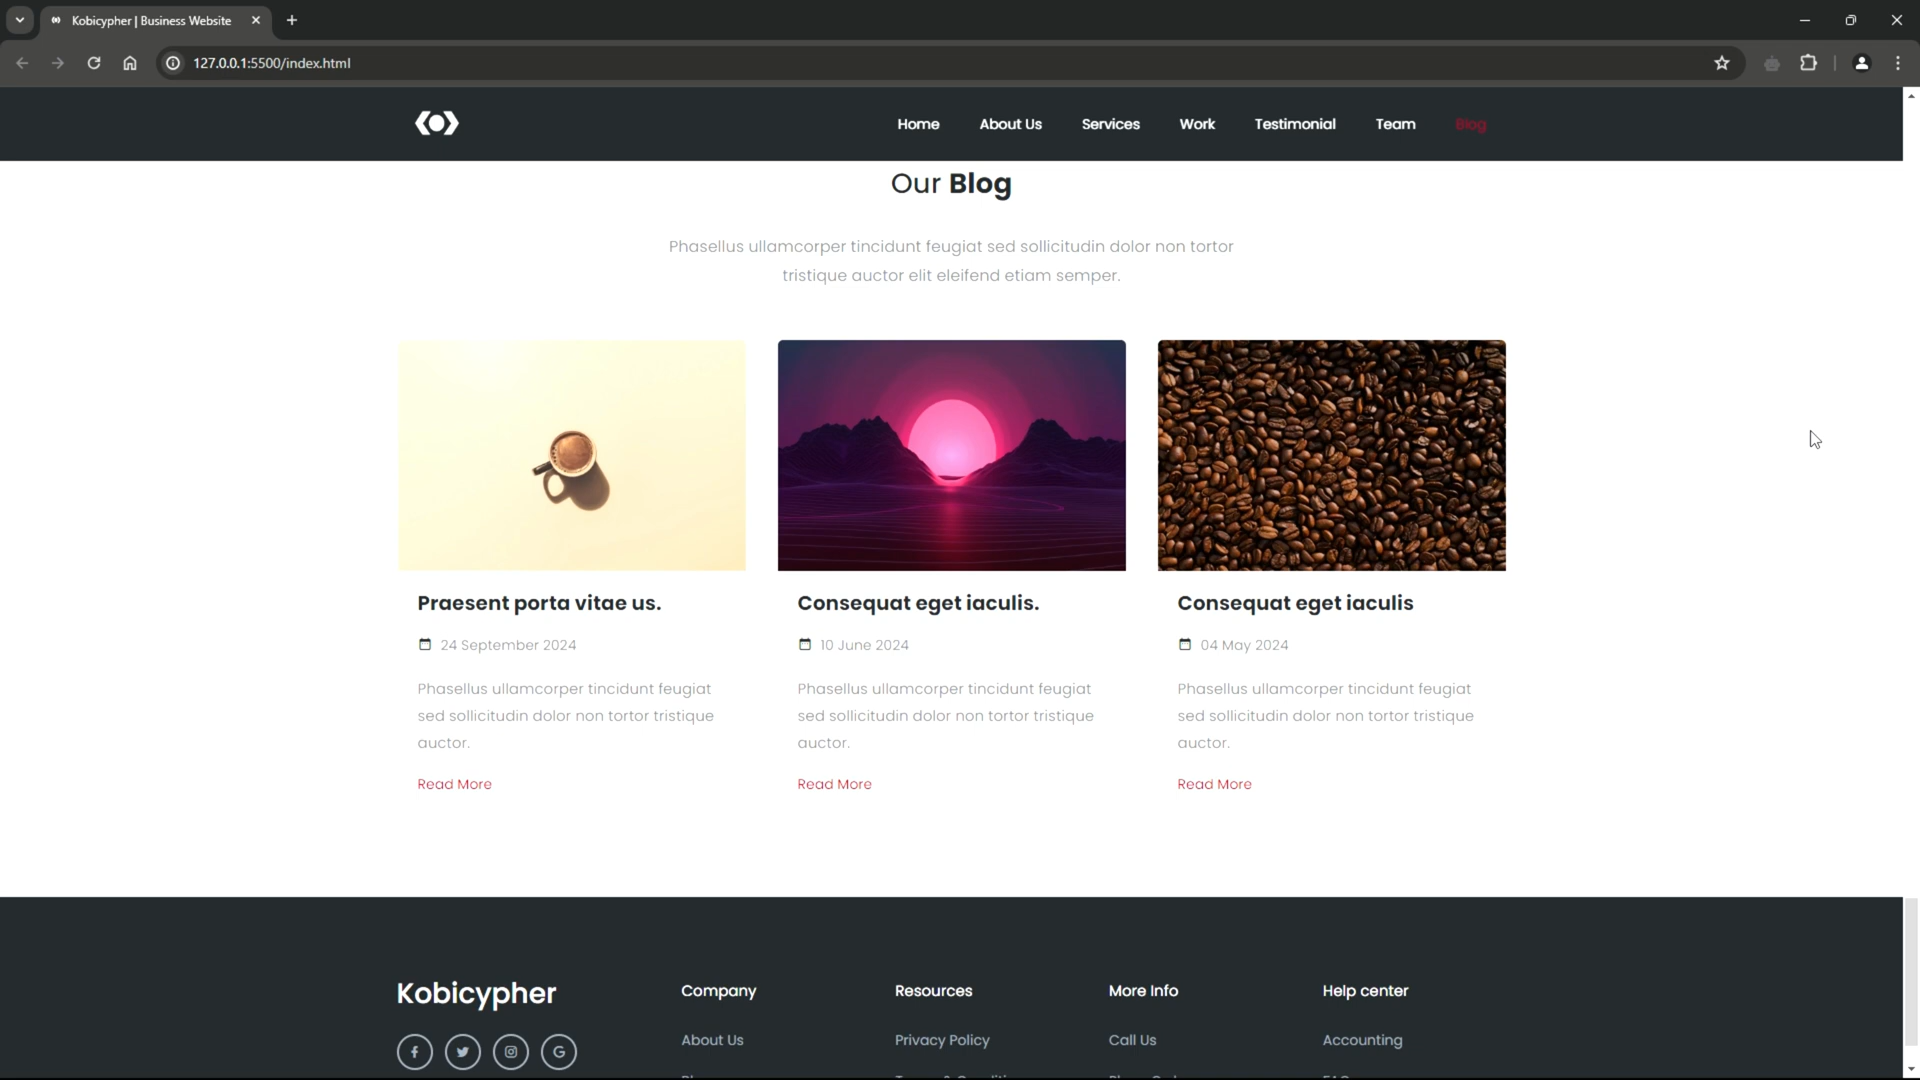 Kobicypher | Business Website
127.0.0.1:5500/index.html
Home About Us Services Work Testimonial Team Blog
Our Blog
Phasellus ullamcorper tincidunt feugiat sed sollicitudin dolor non tortor
tristique auctor elit eleifend etiam semper.
Praesent porta vitae us.
24 September 2024
Phasellus ullamcorper tincidunt feugiat
sed sollicitudin dolor non tortor tristique
auctor.
Read More
Consequat eget iaculis.
10 June 2024
Phasellus ullamcorper tincidunt feugiat
sed sollicitudin dolor non tortor tristique
auctor.
Read More
Consequat eget iaculis
04 May 2024
Phasellus ullamcorper tincidunt feugiat
sed sollicitudin dolor non tortor tristique
auctor.
Read More
Kobicypher
Company
About Us
Resources
Privacy Policy
More Info
Call Us
Help center
Accounting